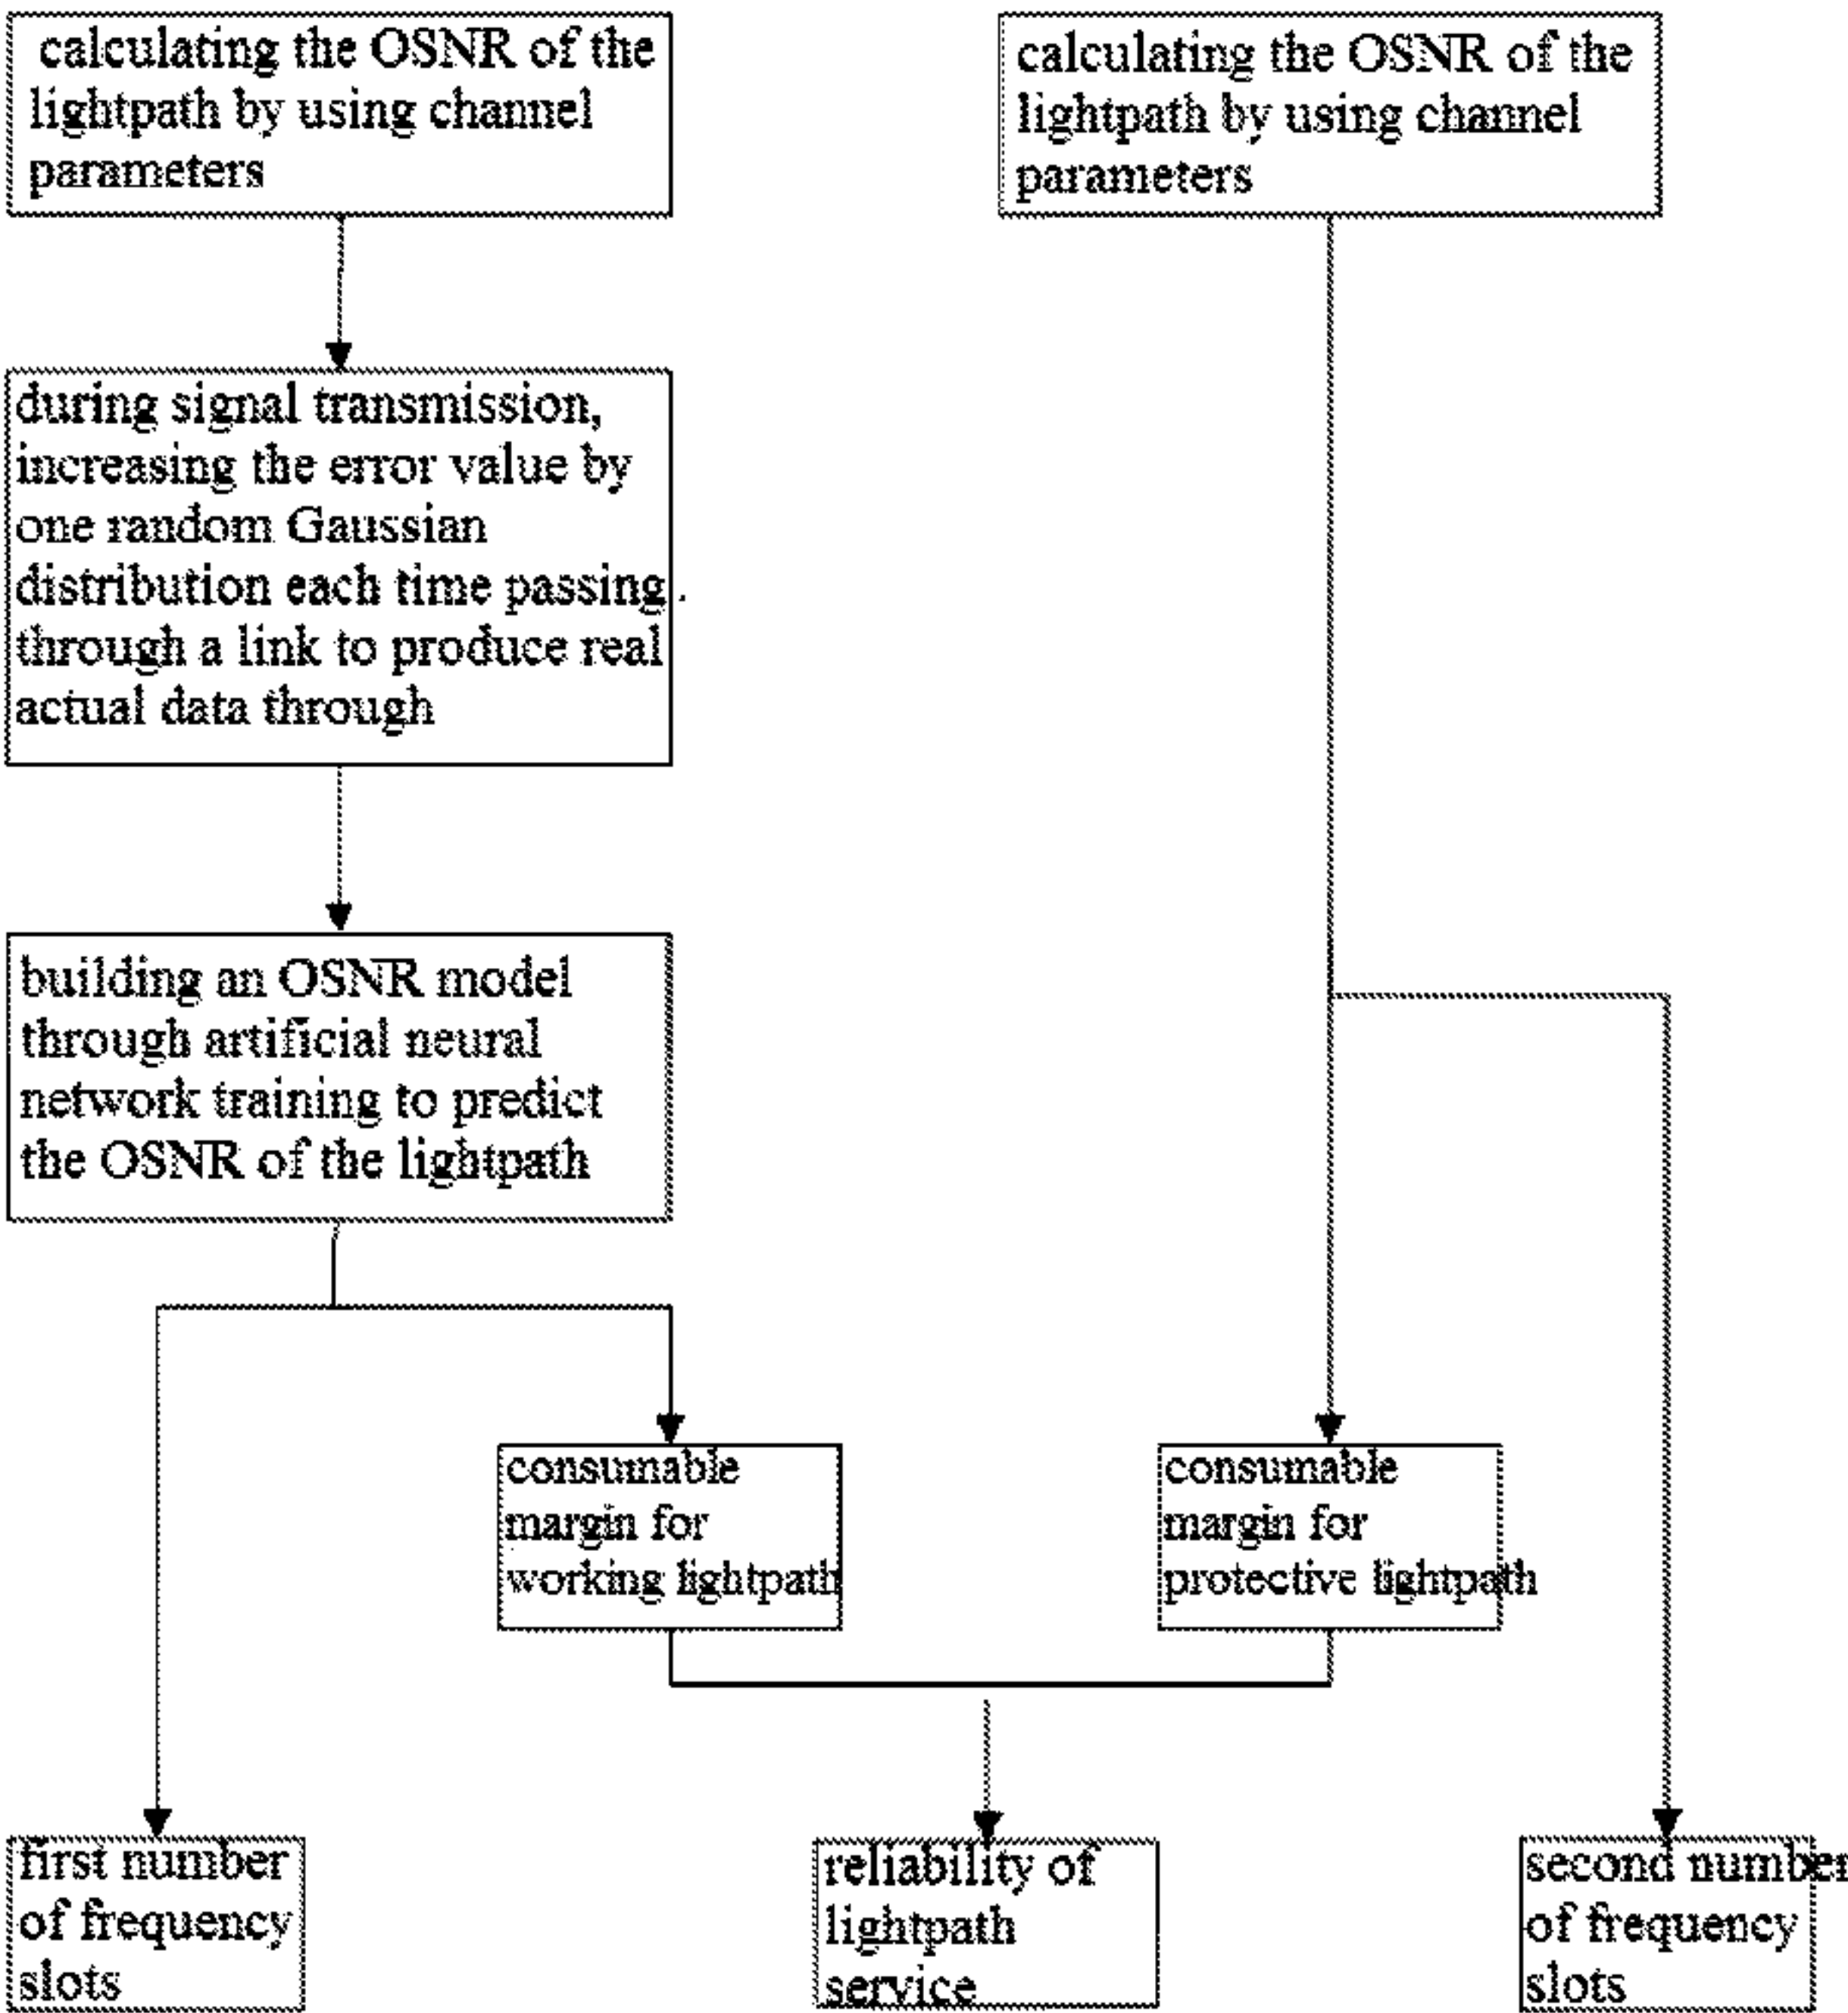 calculating the OSNR of the
lightpath by using channel
parameters
calculating the OSNR of the
lightpath by using channel
parameters
during signal transmission,
increasing the error value by
one random Gaussian
distribution each time passing
through a link to produce real
actual data through
building an OSNR model
through artificial neural
network training to predict
the OSNR of the lightpath
consumable
margin for
working lightpath
consumable
margin for
protective lightpath
first number
of frequency
slots
reliability of
lightpath
service
second number
of frequency
slots